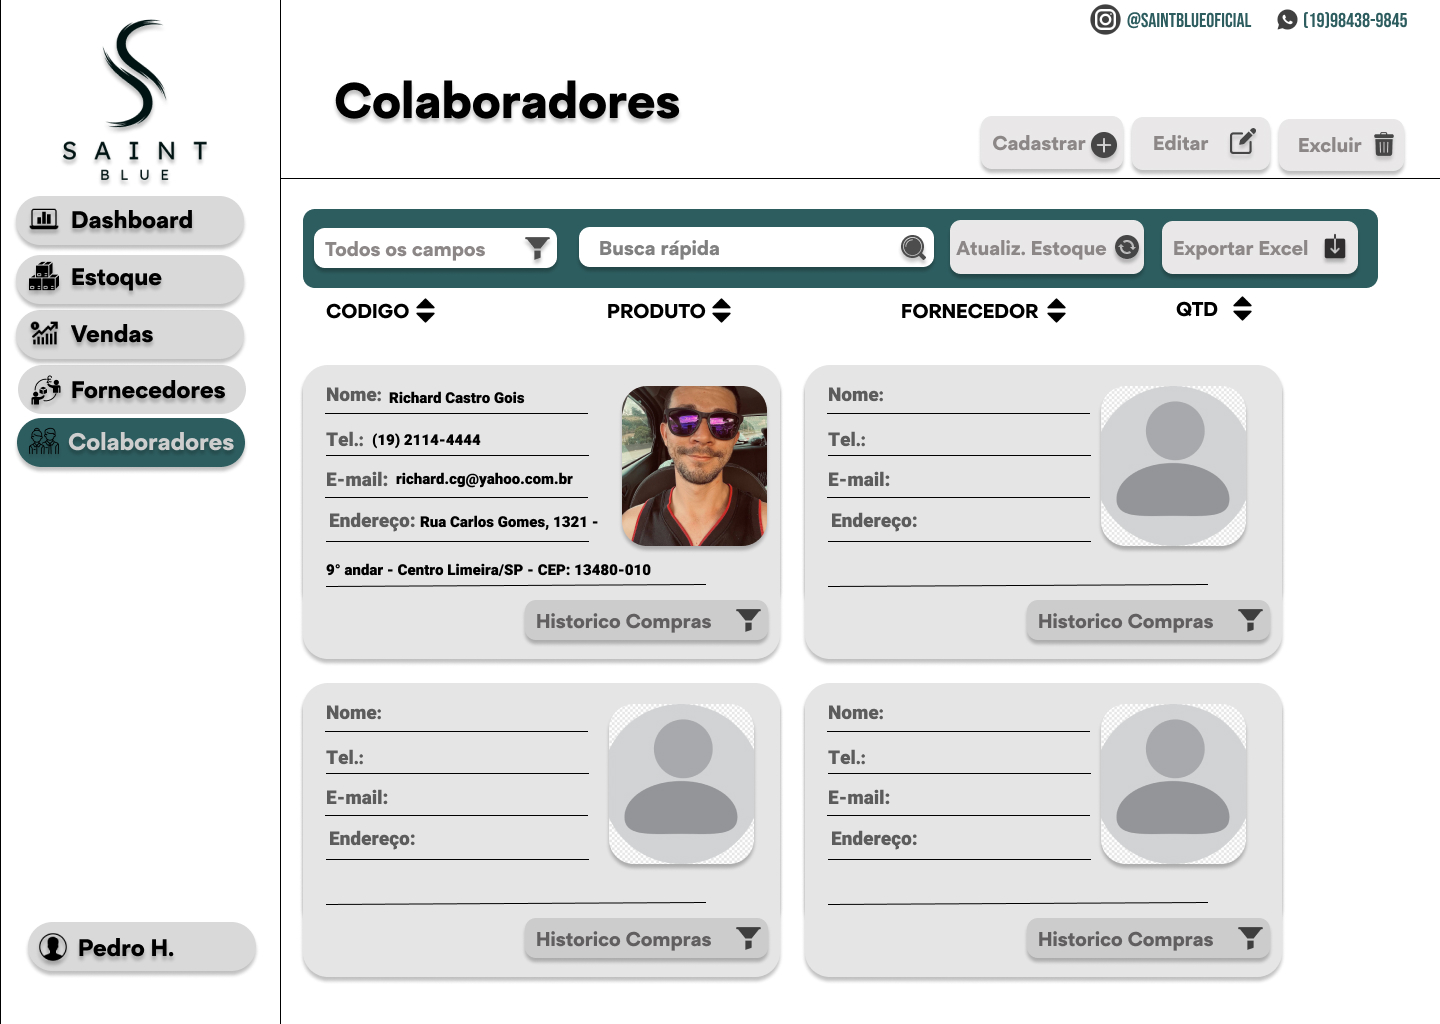 @SAINTBLUEOFICIAL (19)98438-9845
SAINT
BLUE
Colaboradores
Cadastrar Editar Excluir
Dashboard
Estoque
Vendas
Fornecedores
Colaboradores
Pedro H.
Todos os campos Busca rápida Atualiz. Estoque Exportar Excel
CODIGO PRODUTO FORNECEDOR QTD
Nome: Richard Castro Gois
Tel.: (19) 2114-4444
E-mail: richard.cg@yahoo.com.br
Endereço: Rua Carlos Gomes, 1321 -
9° andar - Centro Limeira/SP - CEP: 13480-010
Historico Compras
Nome:
Tel.:
E-mail:
Endereço:
Historico Compras
Nome:
Tel.:
E-mail:
Endereço:
Historico Compras
Nome:
Tel.:
E-mail:
Endereço:
Historico Compras